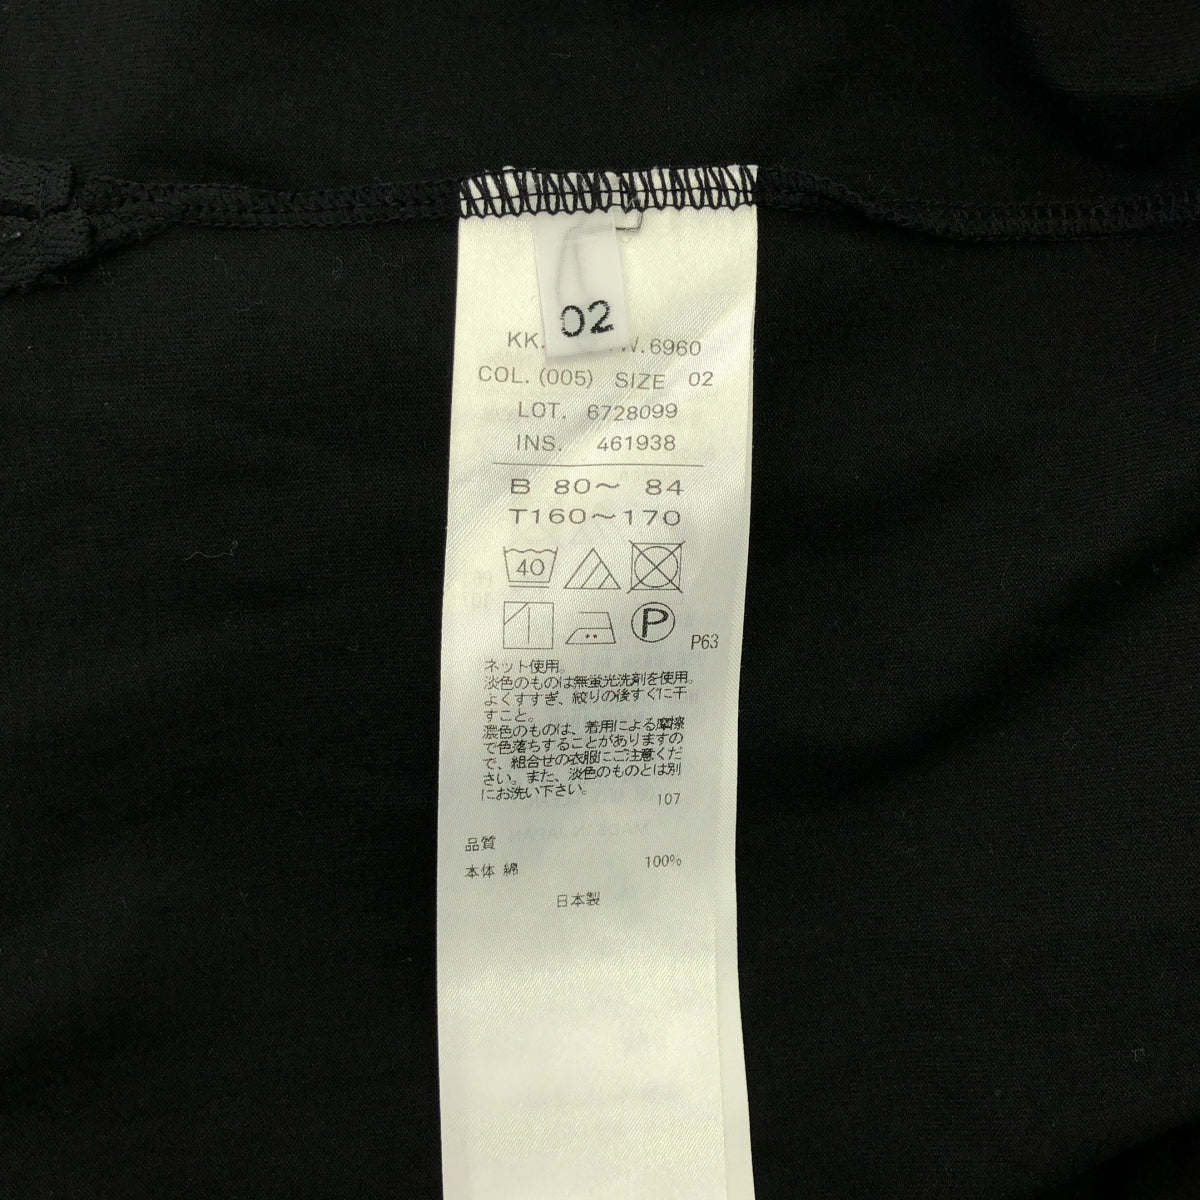 02
KK. W.6960
COL.(005) SIZE 02
LOT. 6728099
INS. 461938
B 80～ 84
T160～170
40
P
P63
ネット使用。
淡色のものは無蛍光洗剤を使用。
よくすすぎ、絞りの後すぐに干
すこと。
濃色のものは、着用による摩擦
で色落ちすることがありますの
で、組合せの衣服にご注意くだ
さい。また、淡色のものとは別
にお洗い下さい。
107
品質
本体 綿 100%
日本製